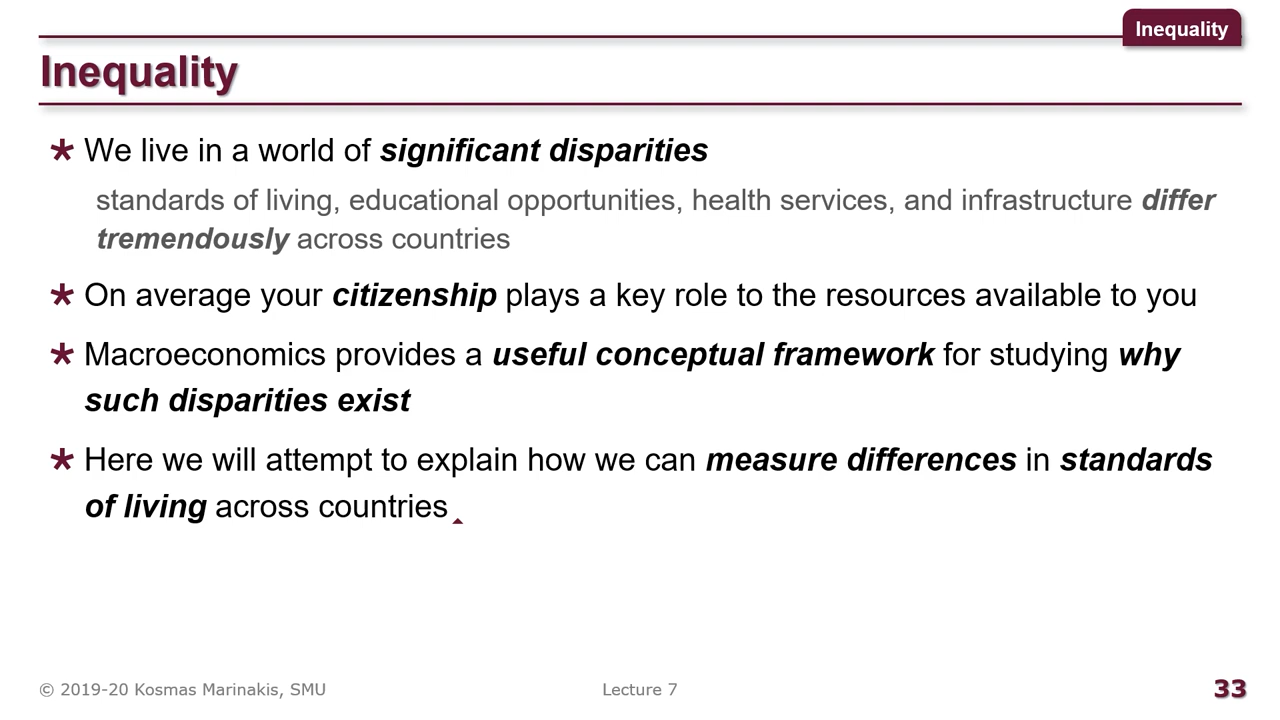 Inequality
Inequality
* We live in a world of significant disparities
standards of living, educational opportunities, health services, and infrastructure differ
tremendously across countries
* On average your citizenship plays a key role to the resources available to you
* Macroeconomics provides a useful conceptual framework for studying why
such disparities exist
* Here we will attempt to explain how we can measure differences in standards
of living across countries
© 2019-20 Kosmas Marinakis, SMU
Lecture 7
33